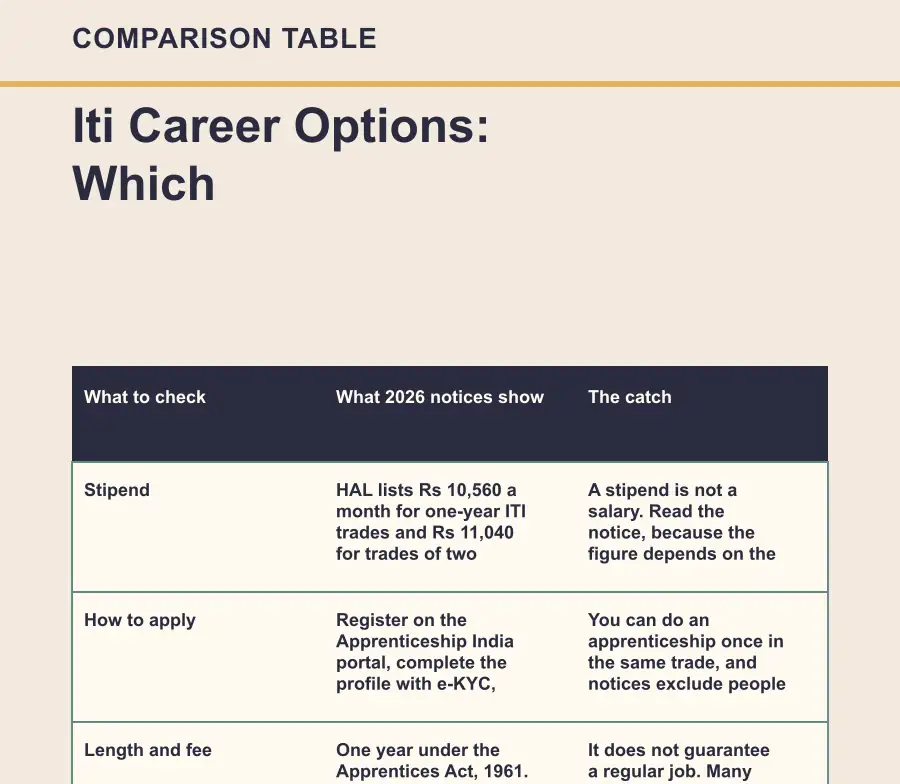 COMPARISON TABLE
Iti Career Options:
Which
What to check
What 2026 notices show
The catch
Stipend
HAL lists Rs 10,560 a
month for one-year ITI
trades and Rs 11,040
for trades of two
A stipend is not a
salary. Read the
notice, because the
figure depends on the
How to apply
Register on the
Apprenticeship India
portal, complete the
profile with e-KYC,
You can do an
apprenticeship once in
the same trade, and
notices exclude people
Length and fee
One year under the
Apprentices Act, 1961.
It does not guarantee
a regular job. Many